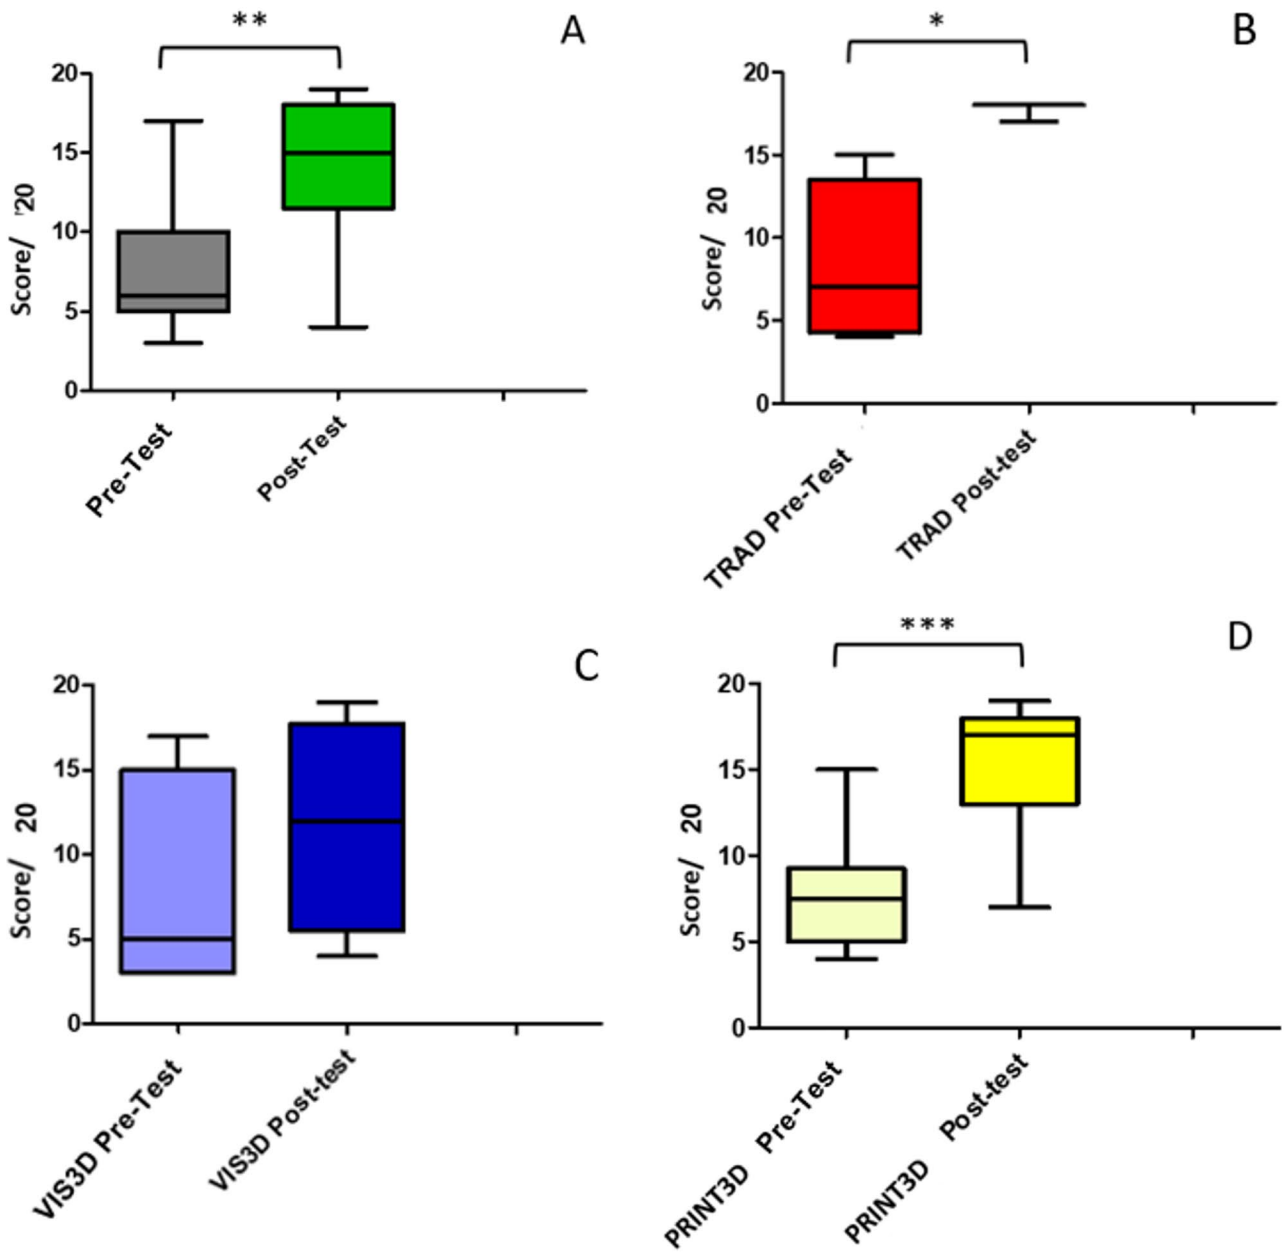 **
A
20
15
10
5
0
Score/ '20
Pre-Test
Post-Test
*
B
20
15
10
5
0
Score/ 20
TRAD Pre-Test
TRAD Post-test
C
20
15
10
5
0
Score/ 20
VIS3D Pre-Test
VIS3D Post-test
***
D
20
15
10
5
0
Score/ 20
PRINT3D Pre-Test
PRINT3D Post-test